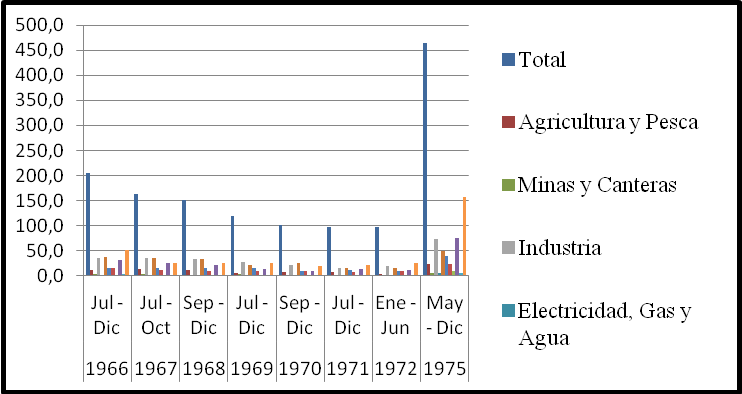 500,0
450,0
400,0
350,0
300,0
250,0
200,0
150,0
100,0
50,0
0,0
Jul - Jul - Sep - Jul - Sep - Jul - Ene - May
Dic Oct Dic Dic Dic Dic Jun - Dic
1966 1967 1968 1969 1970 1971 1972 1975
Total
Agricultura y Pesca
Minas y Canteras
Industria
Electricidad, Gas y
Agua